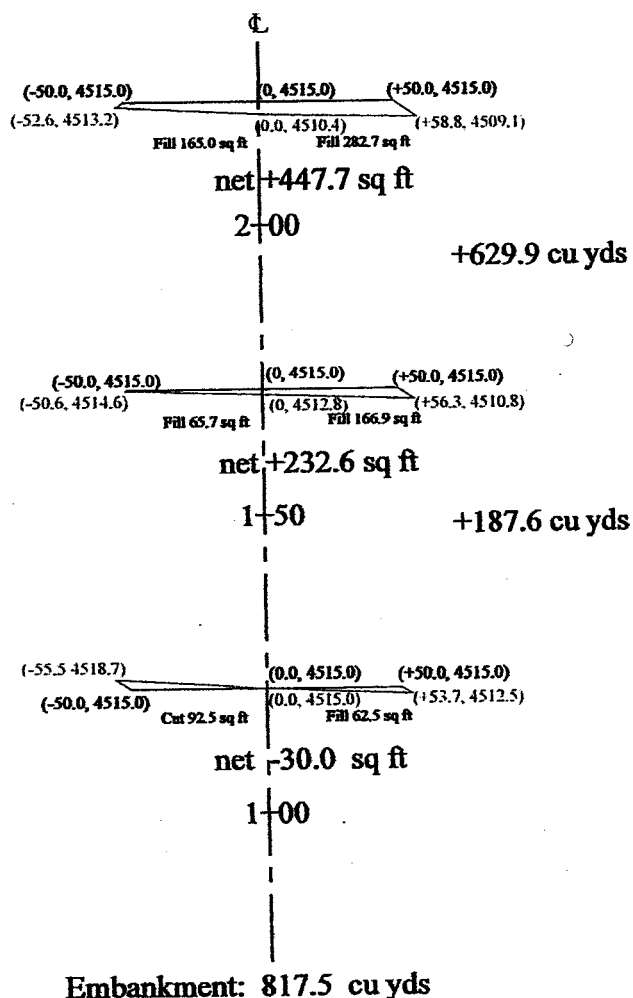 ℄
(-50.0, 4515.0) (0, 4515.0) (+50.0, 4515.0)
(-52.6, 4513.2) (0.0, 4510.4) (+58.8, 4509.1)
Fill 165.0 sq ft Fill 282.7 sq ft
net +447.7 sq ft
2+00
+629.9 cu yds
(-50.0, 4515.0) (0, 4515.0) (+50.0, 4515.0)
(-50.6, 4514.6) (0, 4512.8) (+56.3, 4510.8)
Fill 65.7 sq ft Fill 166.9 sq ft
net +232.6 sq ft
1+50
+187.6 cu yds
(-55.5 4518.7) (0.0, 4515.0) (+50.0, 4515.0)
(-50.0, 4515.0) (0.0, 4515.0) (+53.7, 4512.5)
Cut 92.5 sq ft Fill 62.5 sq ft
net -30.0 sq ft
1+00
Embankment: 817.5 cu yds